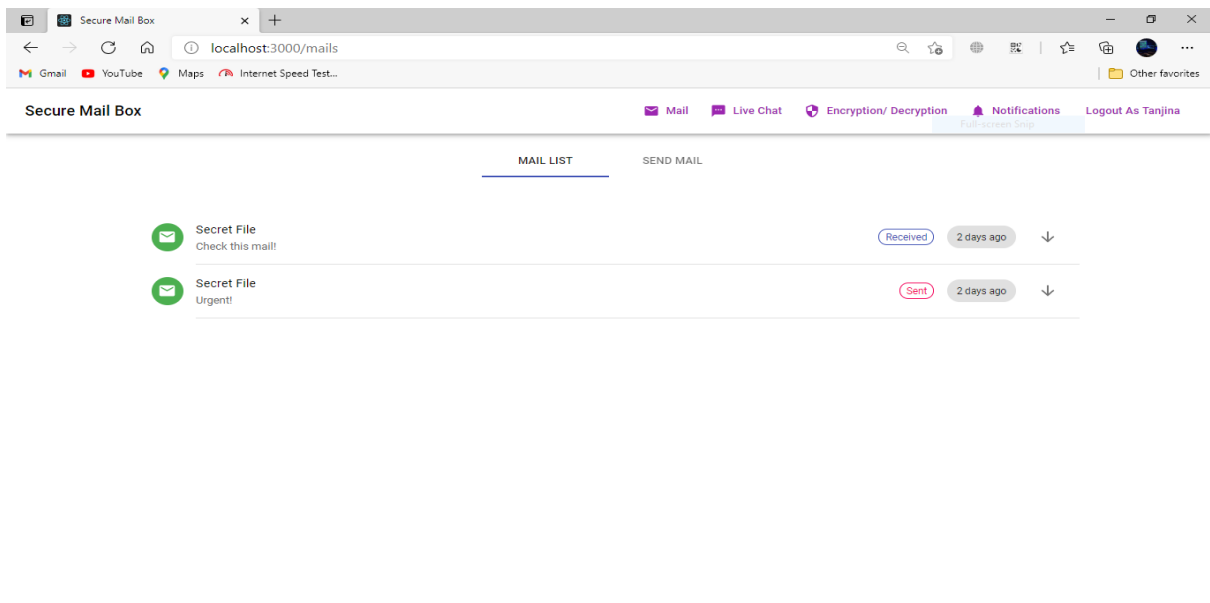 Secure Mail Box
localhost:3000/mails
Gmail YouTube Maps Internet Speed Test... Other favorites
Secure Mail Box Mail Live Chat Encryption/ Decryption Notifications Logout As Tanjina
Full-screen Snip
MAIL LIST SEND MAIL
Secret File
Check this mail! Received 2 days ago
Secret File
Urgent! Sent 2 days ago